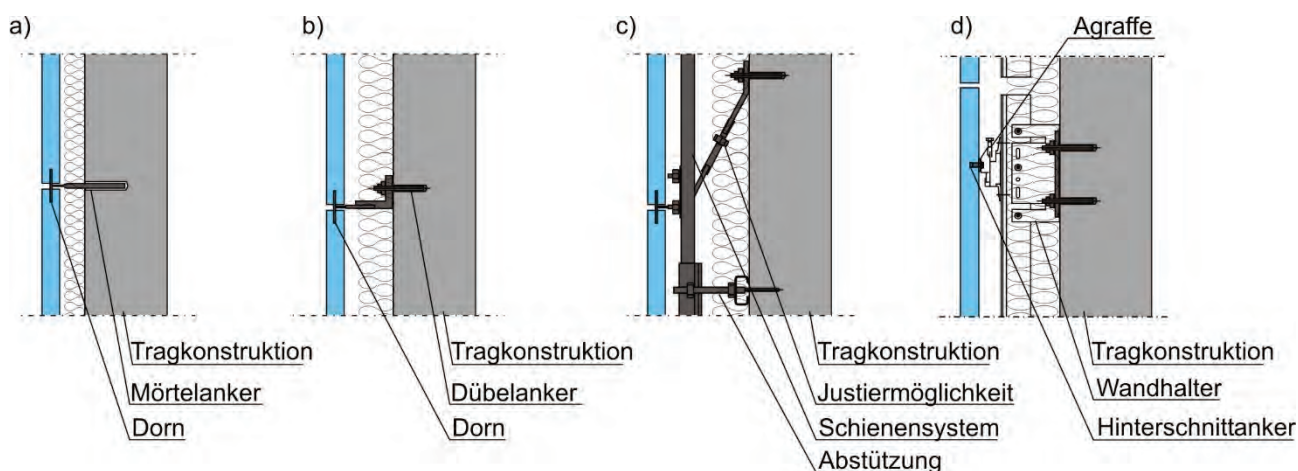 a)
b)
c)
d)
Agraffe
Tragkonstruktion
Mörtelanker
Dorn
Tragkonstruktion
Dübelanker
Dorn
Tragkonstruktion
Justiermöglichkeit
Schienensystem
Abstützung
Tragkonstruktion
Wandhalter
Hinterschnittanker